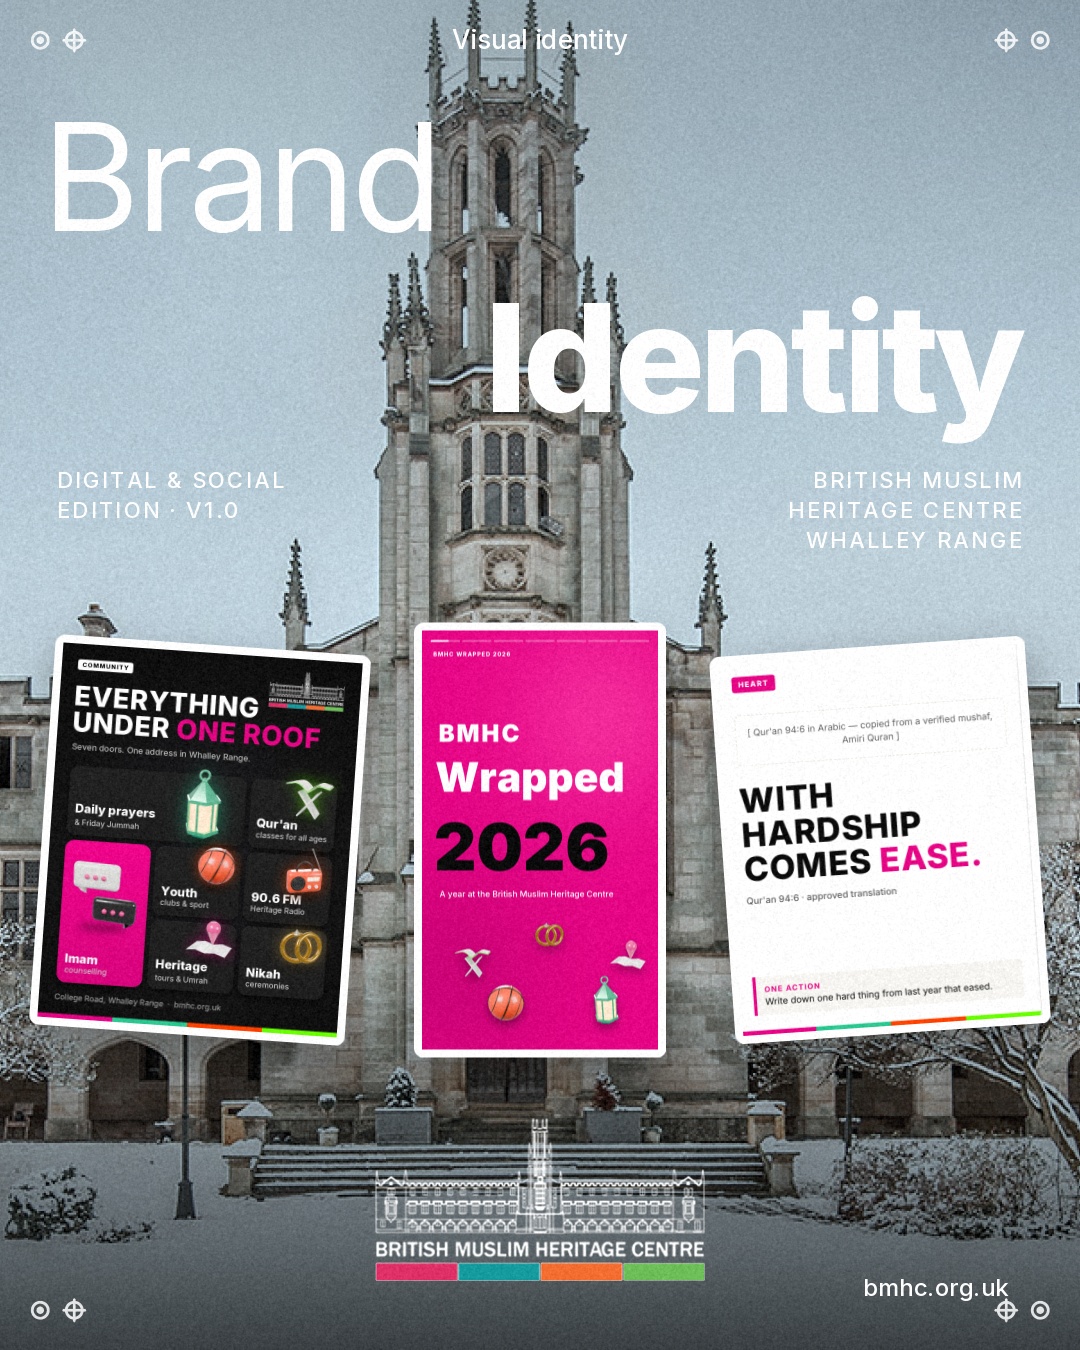 Visual identity
Brand
Identity
DIGITAL & SOCIAL
EDITION · V1.0
BRITISH MUSLIM
HERITAGE CENTRE
WHALLEY RANGE
COMMUNITY
EVERYTHING
UNDER ONE ROOF
BRITISH MUSLIM HERITAGE CENTRE
Seven doors. One address in Whalley Range.
Daily prayers
& Friday Jummah
Qur'an
classes for all ages
Youth
clubs & sport
90.6 FM
Heritage Radio
Imam
counselling
Heritage
tours & Umrah
Nikah
ceremonies
College Road, Whalley Range · bmhc.org.uk
BMHC WRAPPED 2026
BMHC
Wrapped
2026
A year at the British Muslim Heritage Centre
HEART
[ Qur'an 94:6 in Arabic — copied from a verified mushaf,
Amiri Quran ]
WITH
HARDSHIP
COMES EASE.
Qur'an 94:6 · approved translation
ONE ACTION
Write down one hard thing from last year that eased.
BRITISH MUSLIM HERITAGE CENTRE
bmhc.org.uk